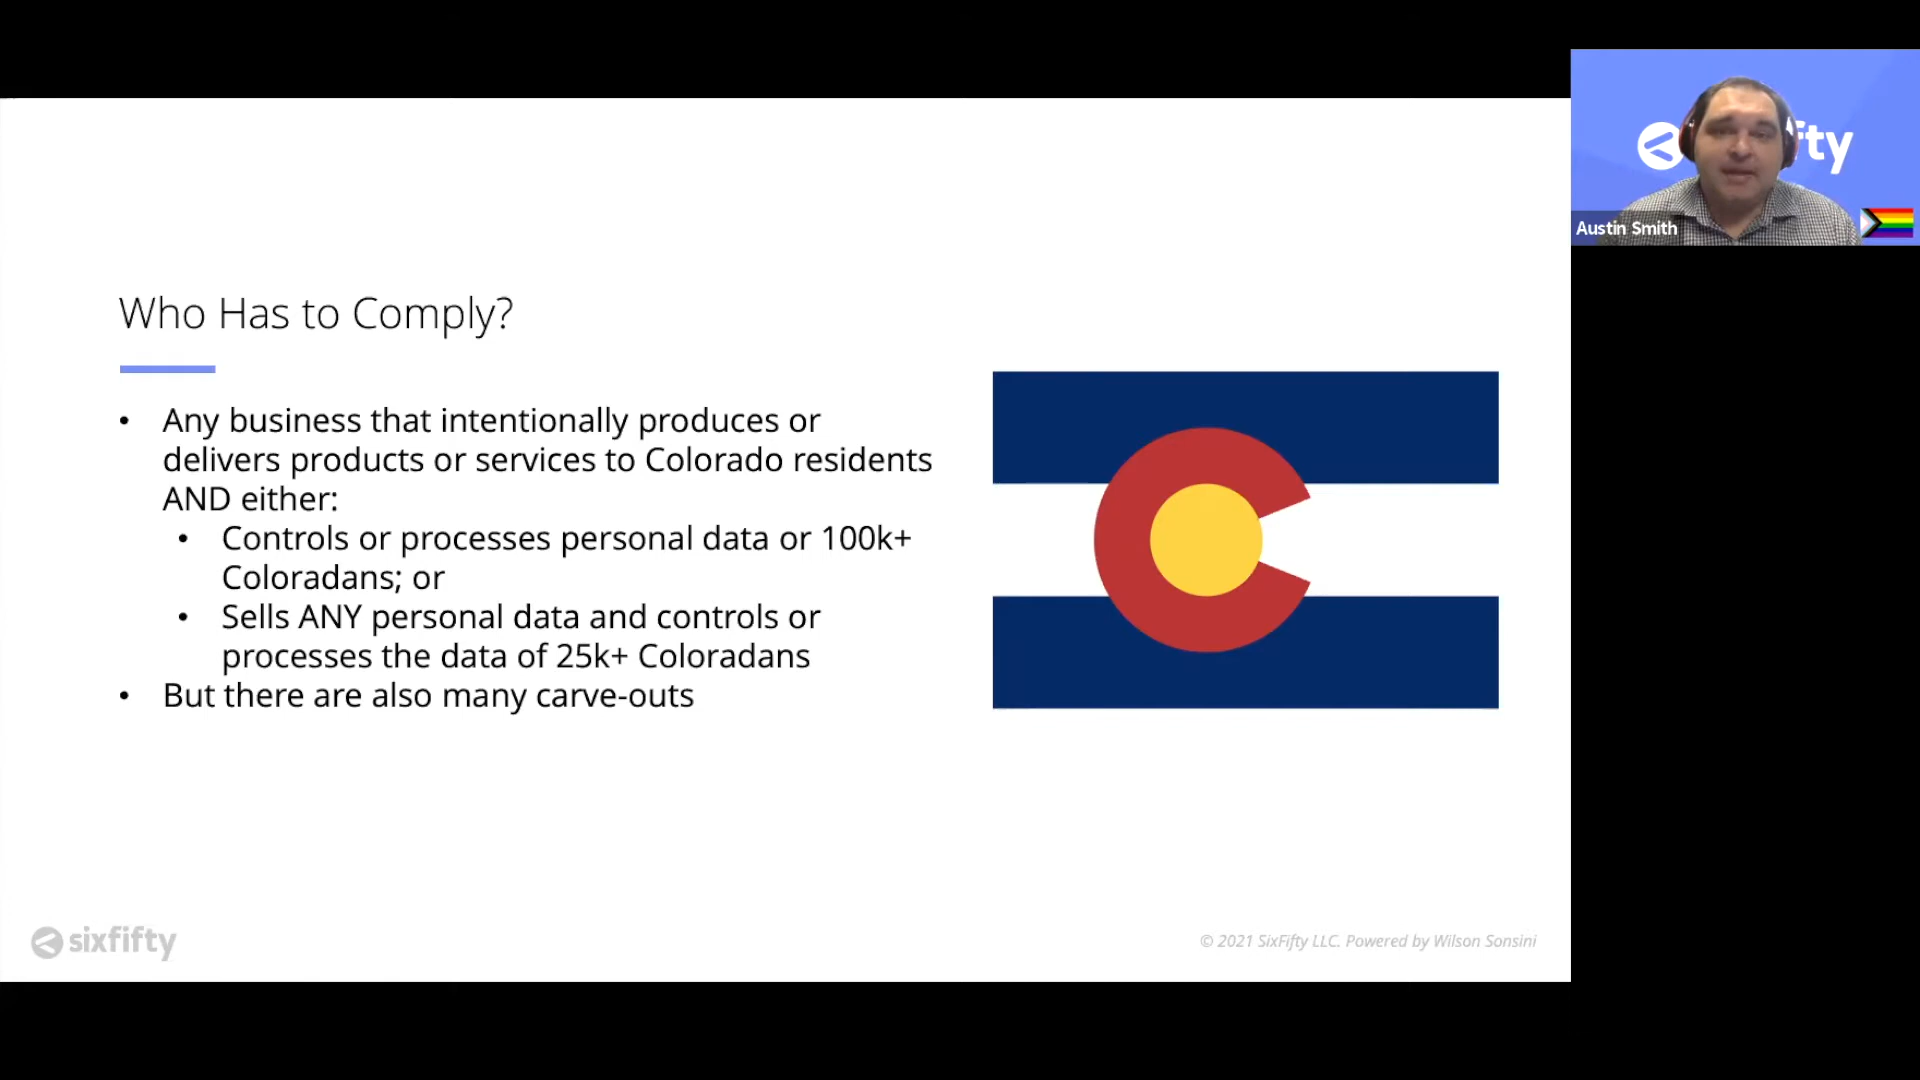 fty
Austin Smith
Who Has to Comply?
• Any business that intentionally produces or
delivers products or services to Colorado residents
AND either:
• Controls or processes personal data or 100k+
Coloradans; or
• Sells ANY personal data and controls or
processes the data of 25k+ Coloradans
• But there are also many carve-outs
sixfifty
© 2021 SixFifty LLC. Powered by Wilson Sonsini